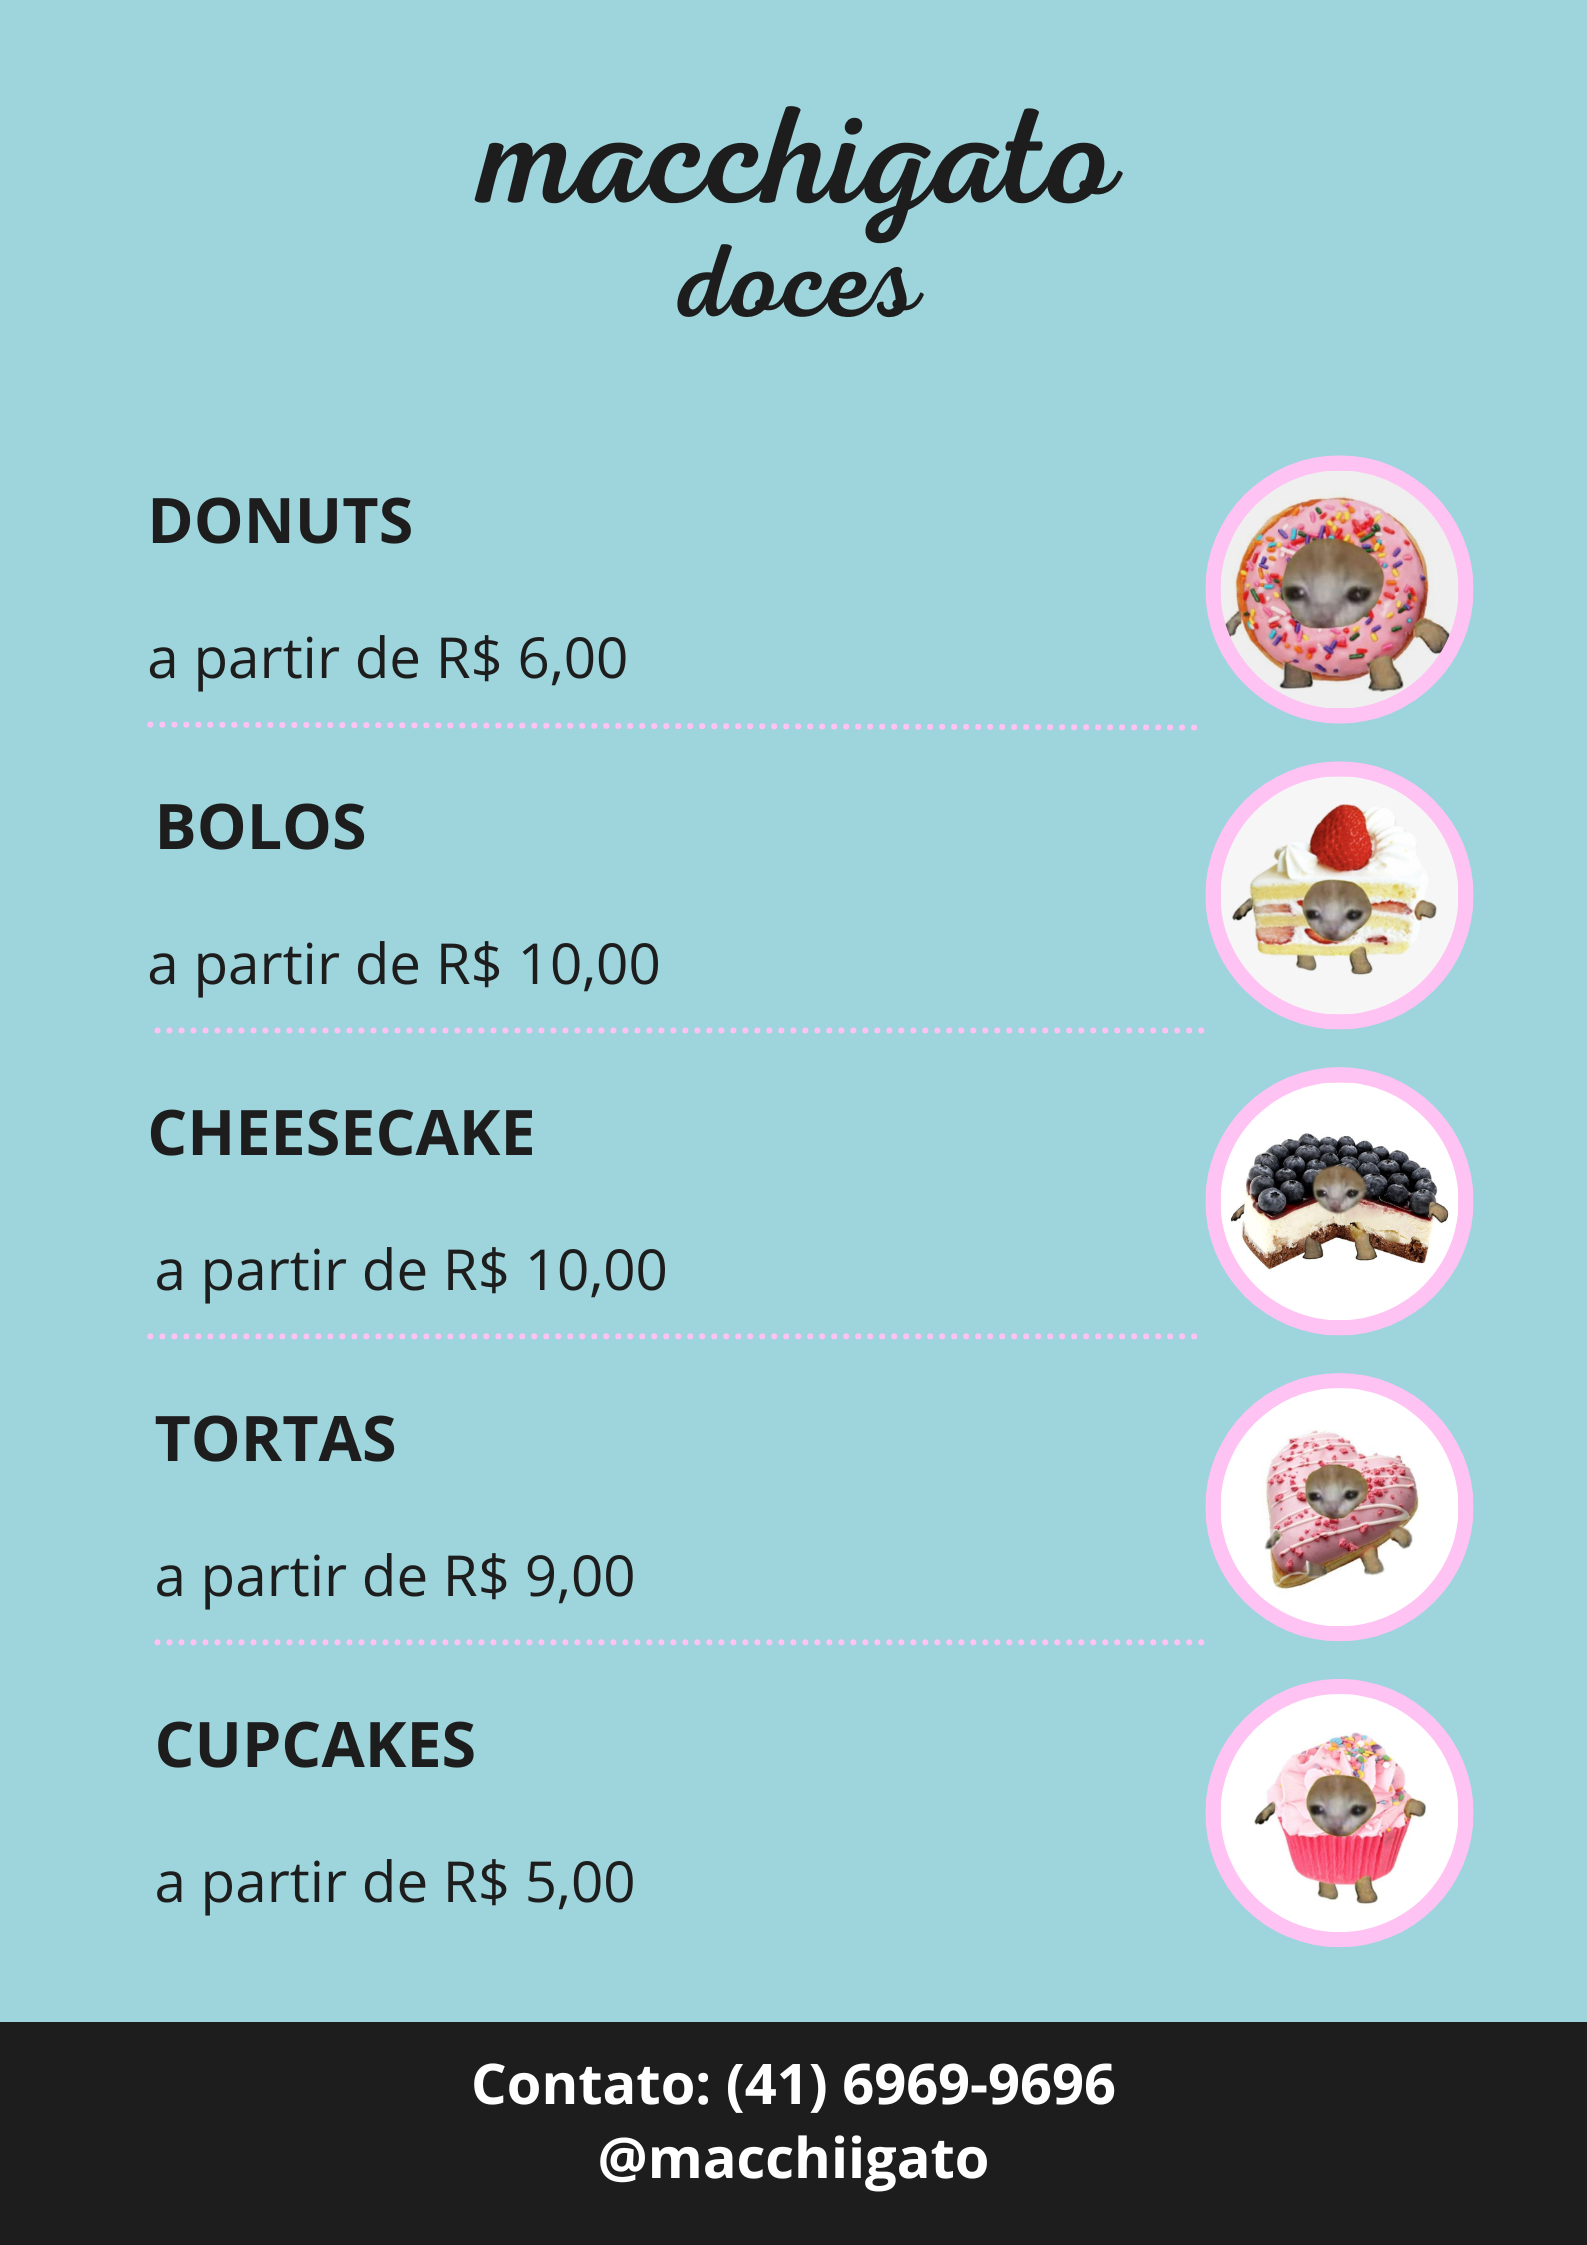 macchigato
doces
DONUTS
a partir de R$ 6,00
BOLOS
a partir de R$ 10,00
CHEESECAKE
a partir de R$ 10,00
TORTAS
a partir de R$ 9,00
CUPCAKES
a partir de R$ 5,00
Contato: (41) 6969-9696
@macchiigato